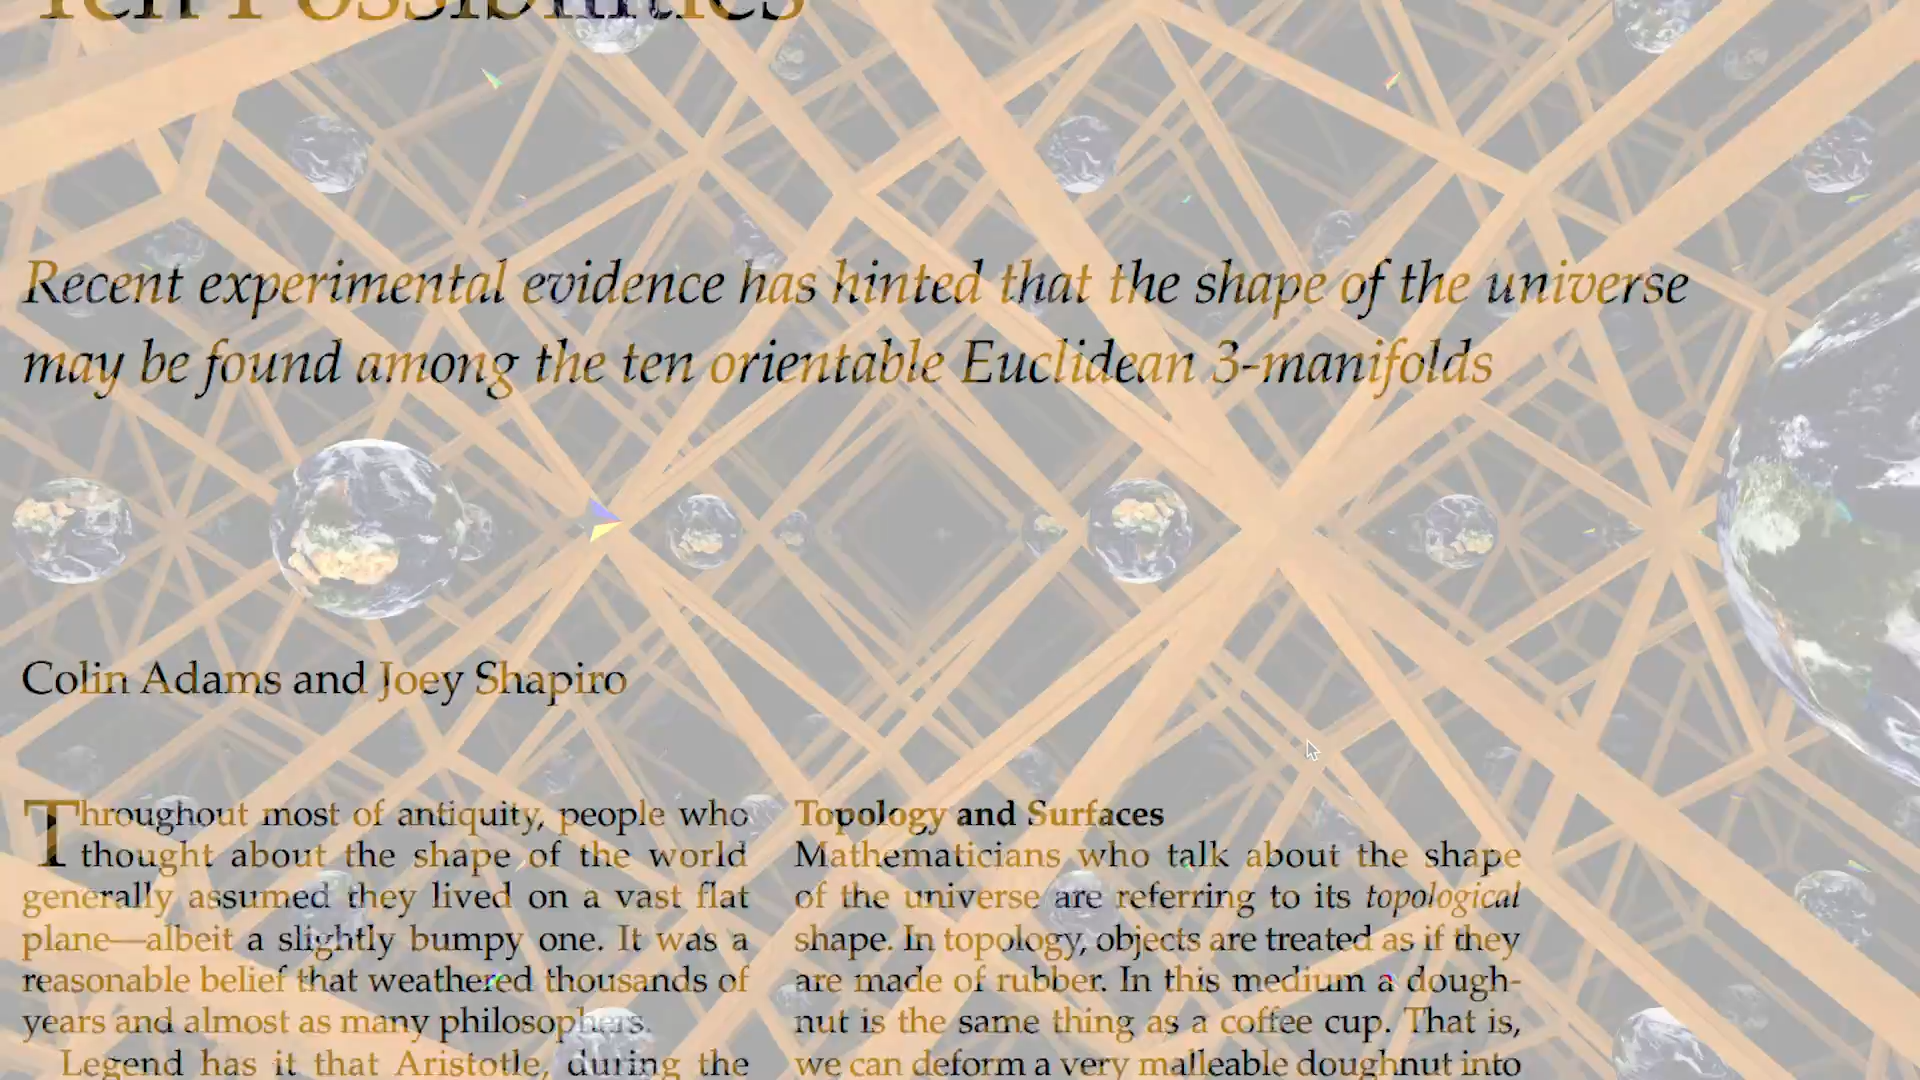 Ten Possibilities
Recent experimental evidence has hinted that the shape of the universe
may be found among the ten orientable Euclidean 3-manifolds
Colin Adams and Joey Shapiro
Throughout most of antiquity, people who
thought about the shape of the world
generally assumed they lived on a vast flat
plane—albeit a slightly bumpy one. It was a
reasonable belief that weathered thousands of
years and almost as many philosophers.
Legend has it that Aristotle, during the
Topology and Surfaces
Mathematicians who talk about the shape
of the universe are referring to its topological
shape. In topology, objects are treated as if they
are made of rubber. In this medium a dough-
nut is the same thing as a coffee cup. That is,
we can deform a very malleable doughnut into